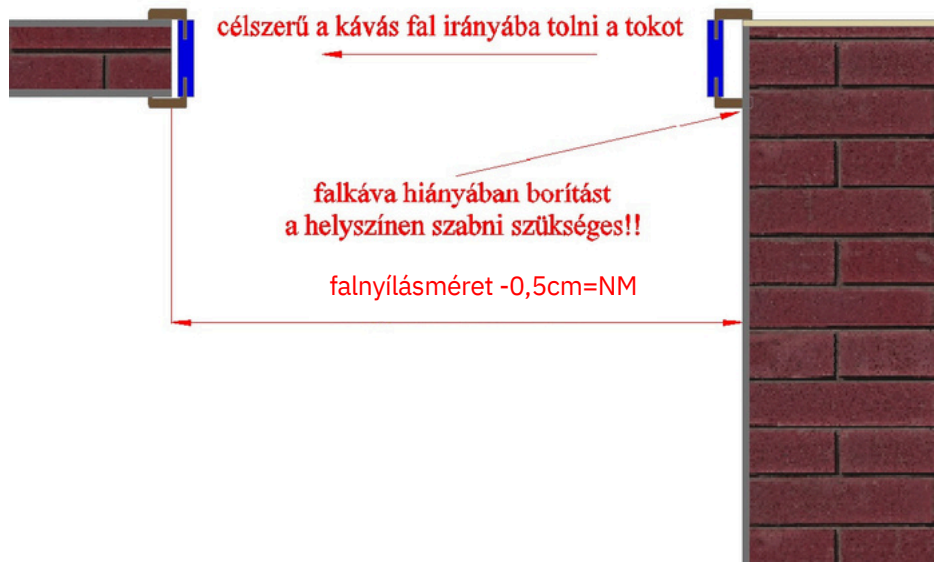 célszerű a kávás fal irányába tolni a tokot
falkáva hiányában borítást
a helyszínen szabni szükséges!!
falnyílásméret -0,5cm=NM